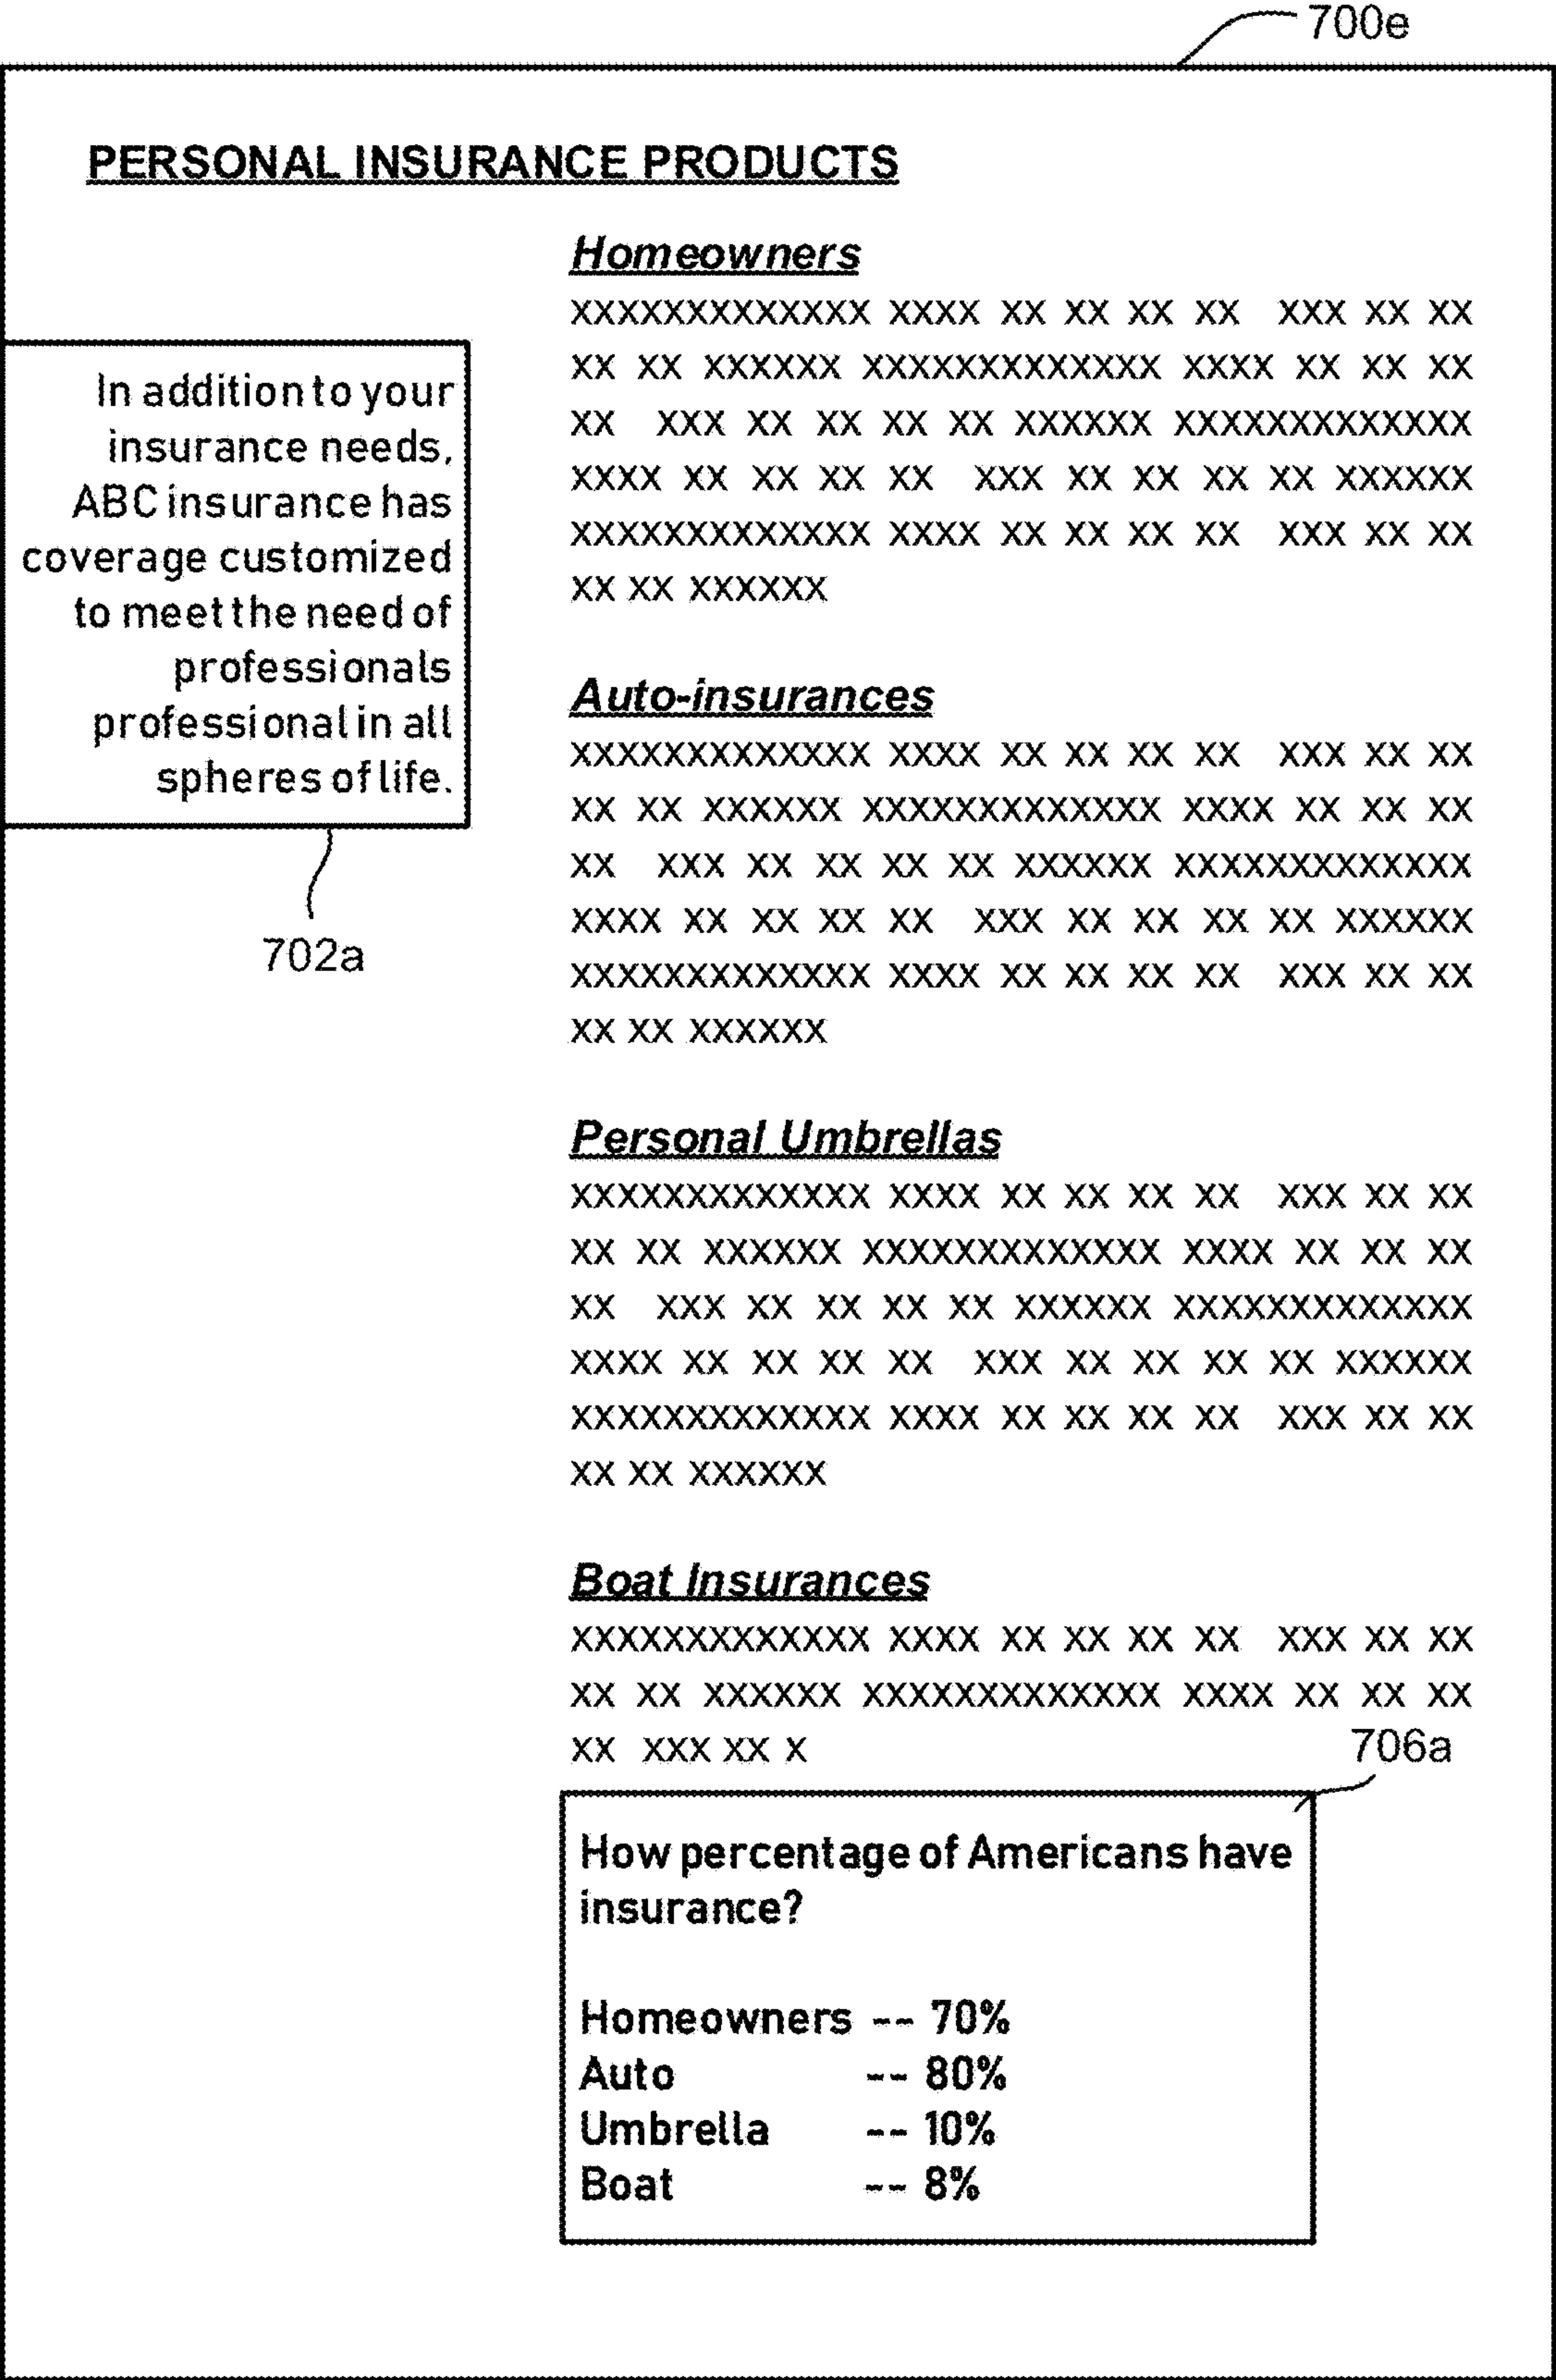 700e
PERSONAL INSURANCE PRODUCTS
Homeowners
xxxxxxxxxxxxx xxxx xx xx xx xx xxx xx xx
xx xx xxxxxx xxxxxxxxxxxxx xxxx xx xx xx
xx xxx xx xx xx xx xxxxxx xxxxxxxxxxxxx
xxxx xx xx xx xx xxx xx xx xx xx xxxxxx
xxxxxxxxxxxxx xxxx xx xx xx xx xxx xx xx
xx xx xxxxxx
In addition to your
insurance needs,
ABC insurance has
coverage customized
to meet the need of
professionals
professional in all
spheres of life.
702a
Auto-insurances
xxxxxxxxxxxxx xxxx xx xx xx xx xxx xx xx
xx xx xxxxxx xxxxxxxxxxxxx xxxx xx xx xx
xx xxx xx xx xx xx xxxxxx xxxxxxxxxxxxx
xxxx xx xx xx xx xxx xx xx xx xx xxxxxx
xxxxxxxxxxxxx xxxx xx xx xx xx xxx xx xx
xx xx xxxxxx
Personal Umbrellas
xxxxxxxxxxxxx xxxx xx xx xx xx xxx xx xx
xx xx xxxxxx xxxxxxxxxxxxx xxxx xx xx xx
xx xxx xx xx xx xx xxxxxx xxxxxxxxxxxxx
xxxx xx xx xx xx xxx xx xx xx xx xxxxxx
xxxxxxxxxxxxx xxxx xx xx xx xx xxx xx xx
xx xx xxxxxx
Boat Insurances
xxxxxxxxxxxxx xxxx xx xx xx xx xxx xx xx
xx xx xxxxxx xxxxxxxxxxxxx xxxx xx xx xx
xx xxx xx x
706a
How percentage of Americans have
insurance?
Homeowners -- 70%
Auto -- 80%
Umbrella -- 10%
Boat -- 8%